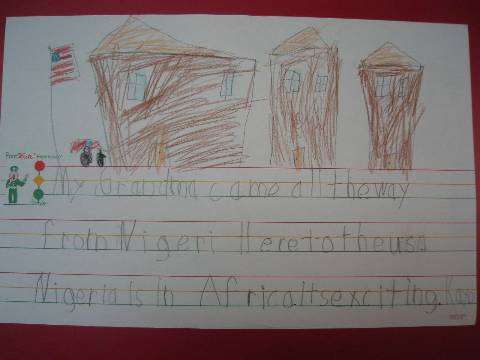 My Grandma came all the way
from Nigeri Here to the usa
Nigeria Is In Africa its exciting.